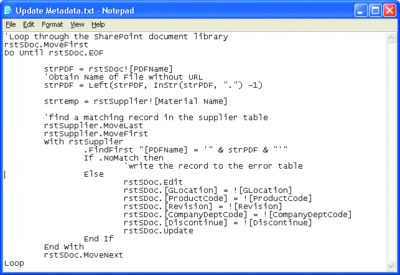 Update Metadata.txt - Notepad
File Edit Format View Help
'Loop through the SharePoint document library
rstSDoc.MoveFirst
Do Until rstSDoc.EOF
strPDF = rstSDoc![PDFName]
'Obtain Name of File without URL
strPDF = Left(strPDF, InStr(strPDF, ".") -1)
strtemp = rstSupplier![Material Name]
'find a matching record in the supplier table
rstSupplier.MoveLast
rstSupplier.MoveFirst
With rstSupplier
.FindFirst "[PDFName] = '" & strPDF & "'"
If .NoMatch then
'write the record to the error table
Else
rstSDoc.Edit
rstSDoc.[GLocation] = ![GLocation]
rstSDoc.[ProductCode] = ![ProductCode]
rstSDoc.[Revision] = ![Revision]
rstSDoc.[CompanyDeptCode] = ![CompanyDeptCode]
rstSDoc.[Discontinue] = ![Discontinue]
rstSDoc.Update
End If
End With
rstSDoc.MoveNext
Loop